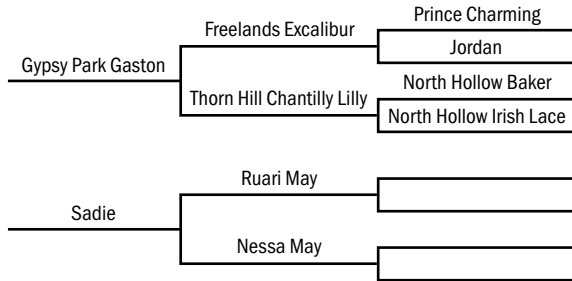 Prince Charming
Freelands Excalibur
Jordan
Gypsy Park Gaston
North Hollow Baker
Thorn Hill Chantilly Lilly
North Hollow Irish Lace
Ruari May
Sadie
Nessa May